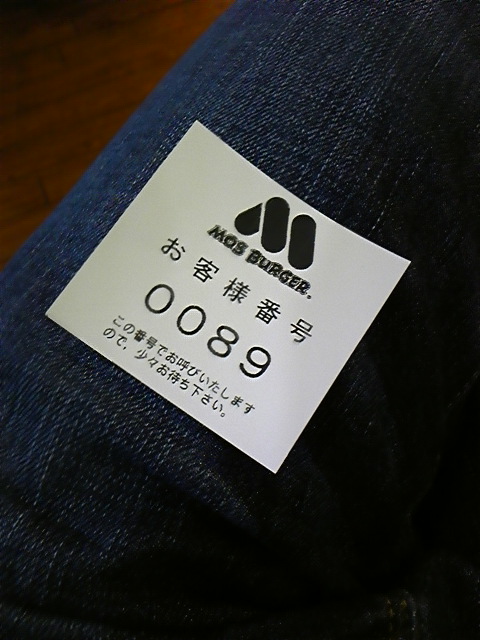 MOS BURGER®
お客様番号
0089
この番号でお呼びいたします
ので、少々お待ち下さい。